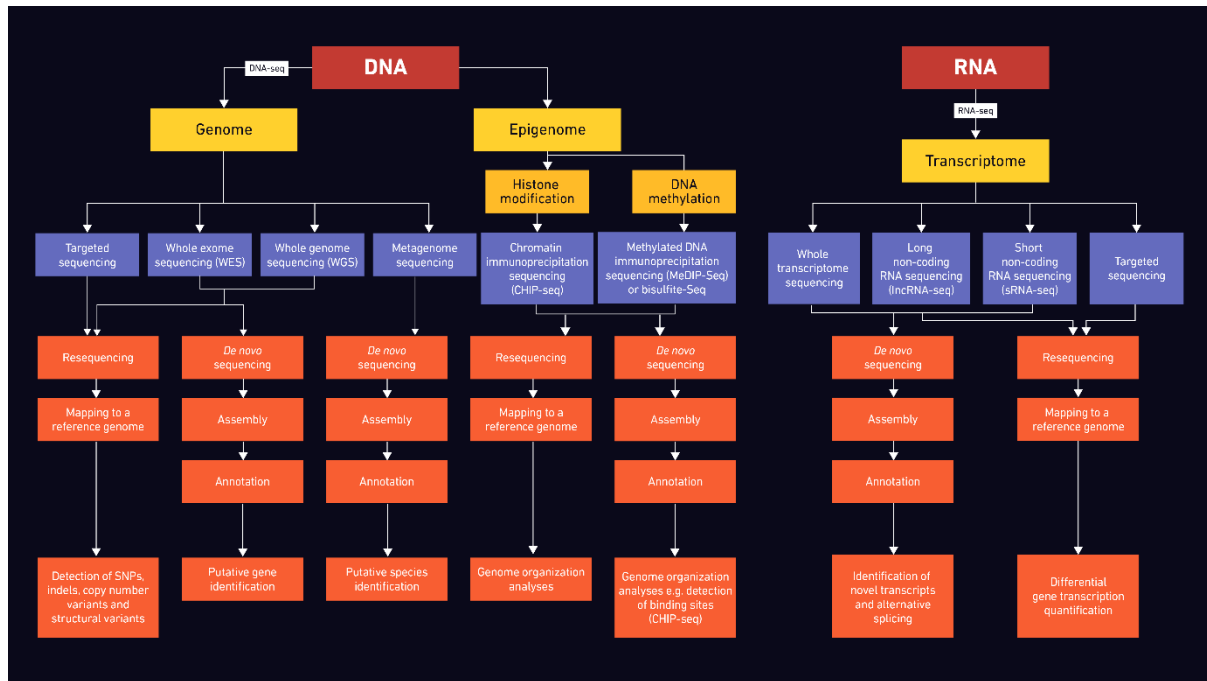 DNA
RNA
DNA-seq
RNA-seq
Genome
Epigenome
Transcriptome
Histone
modification
DNA
methylation
Targeted
sequencing
Whole exome
sequencing (WES)
Whole genome
sequencing (WGS)
Metagenome
sequencing
Chromatin
immunoprecipitation
sequencing
(CHIP-seq)
Methylated DNA
immunoprecipitation
sequencing (MeDIP-Seq)
or bisulfite-Seq
Whole
transcriptome
sequencing
Long
non-coding
RNA sequencing
(lncRNA-seq)
Short
non-coding
RNA sequencing
(sRNA-seq)
Targeted
sequencing
Resequencing
De novo
sequencing
De novo
sequencing
Resequencing
De novo
sequencing
De novo
sequencing
Resequencing
Mapping to a
reference genome
Assembly
Assembly
Mapping to a
reference genome
Assembly
Assembly
Mapping to a
reference genome
Annotation
Annotation
Annotation
Annotation
Detection of SNPs,
indels, copy number
variants and
structural variants
Putative gene
identification
Putative species
identification
Genome organization
analyses
Genome organization
analyses e.g. detection
of binding sites
(CHIP-seq)
Identification of
novel transcripts
and alternative
splicing
Differential
gene transcription
quantification